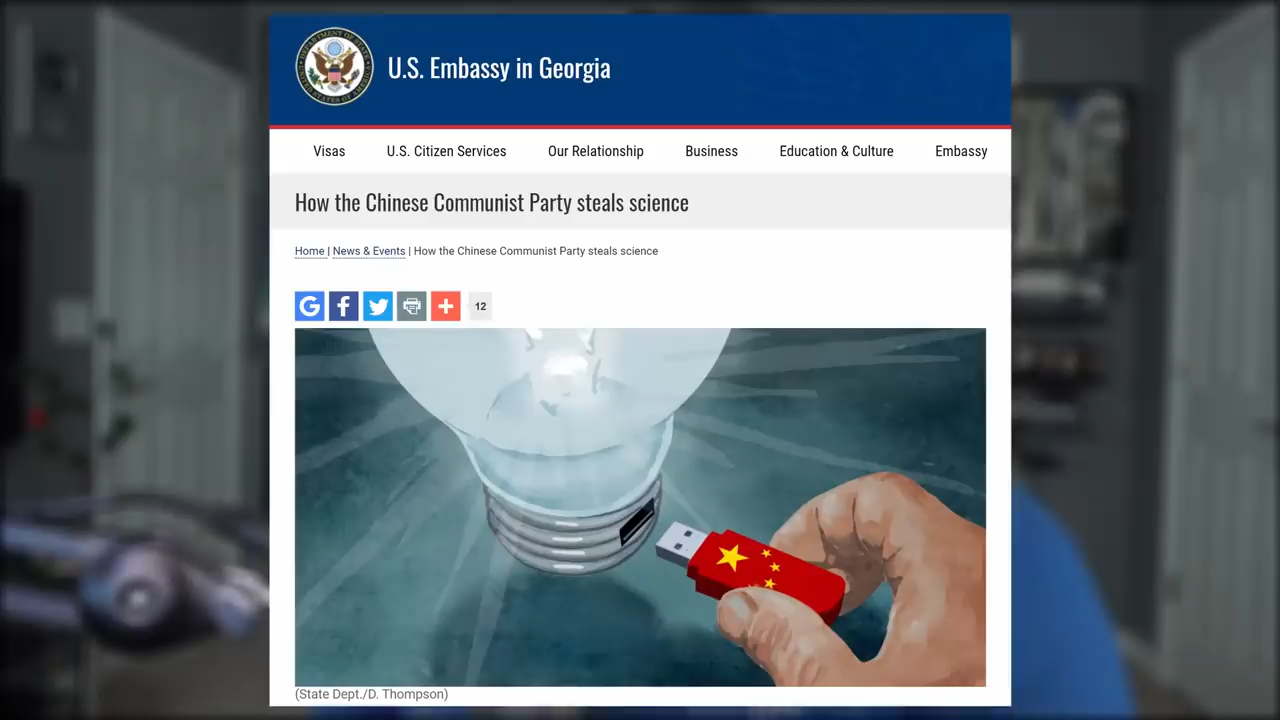 U.S. Embassy in Georgia
Visas
U.S. Citizen Services
Our Relationship
Business
Education & Culture
Embassy
How the Chinese Communist Party steals science
Home | News & Events | How the Chinese Communist Party steals science
12
(State Dept./D. Thompson)